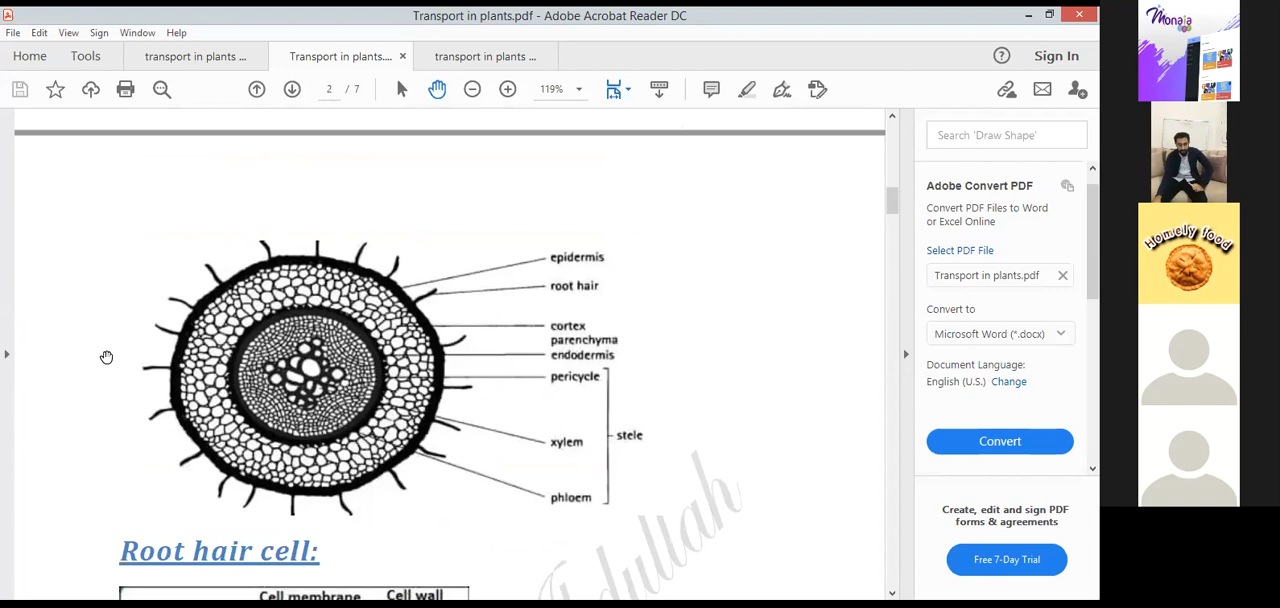 Transport in plants.pdf - Adobe Acrobat Reader DC
File Edit View Sign Window Help
Home Tools transport in plants ... Transport in plants.... transport in plants ... Sign In
2 / 7 119%
Search 'Draw Shape'
Adobe Convert PDF
Convert PDF Files to Word
or Excel Online
Select PDF File
Transport in plants.pdf
Convert to
Microsoft Word (*.docx)
Document Language:
English (U.S.) Change
Convert
Create, edit and sign PDF
forms & agreements
Free 7-Day Trial
epidermis
root hair
cortex
parenchyma
endodermis
pericycle
xylem
stele
phloem
Root hair cell:
Cell membrane Cell wall
Monaia
Homely food